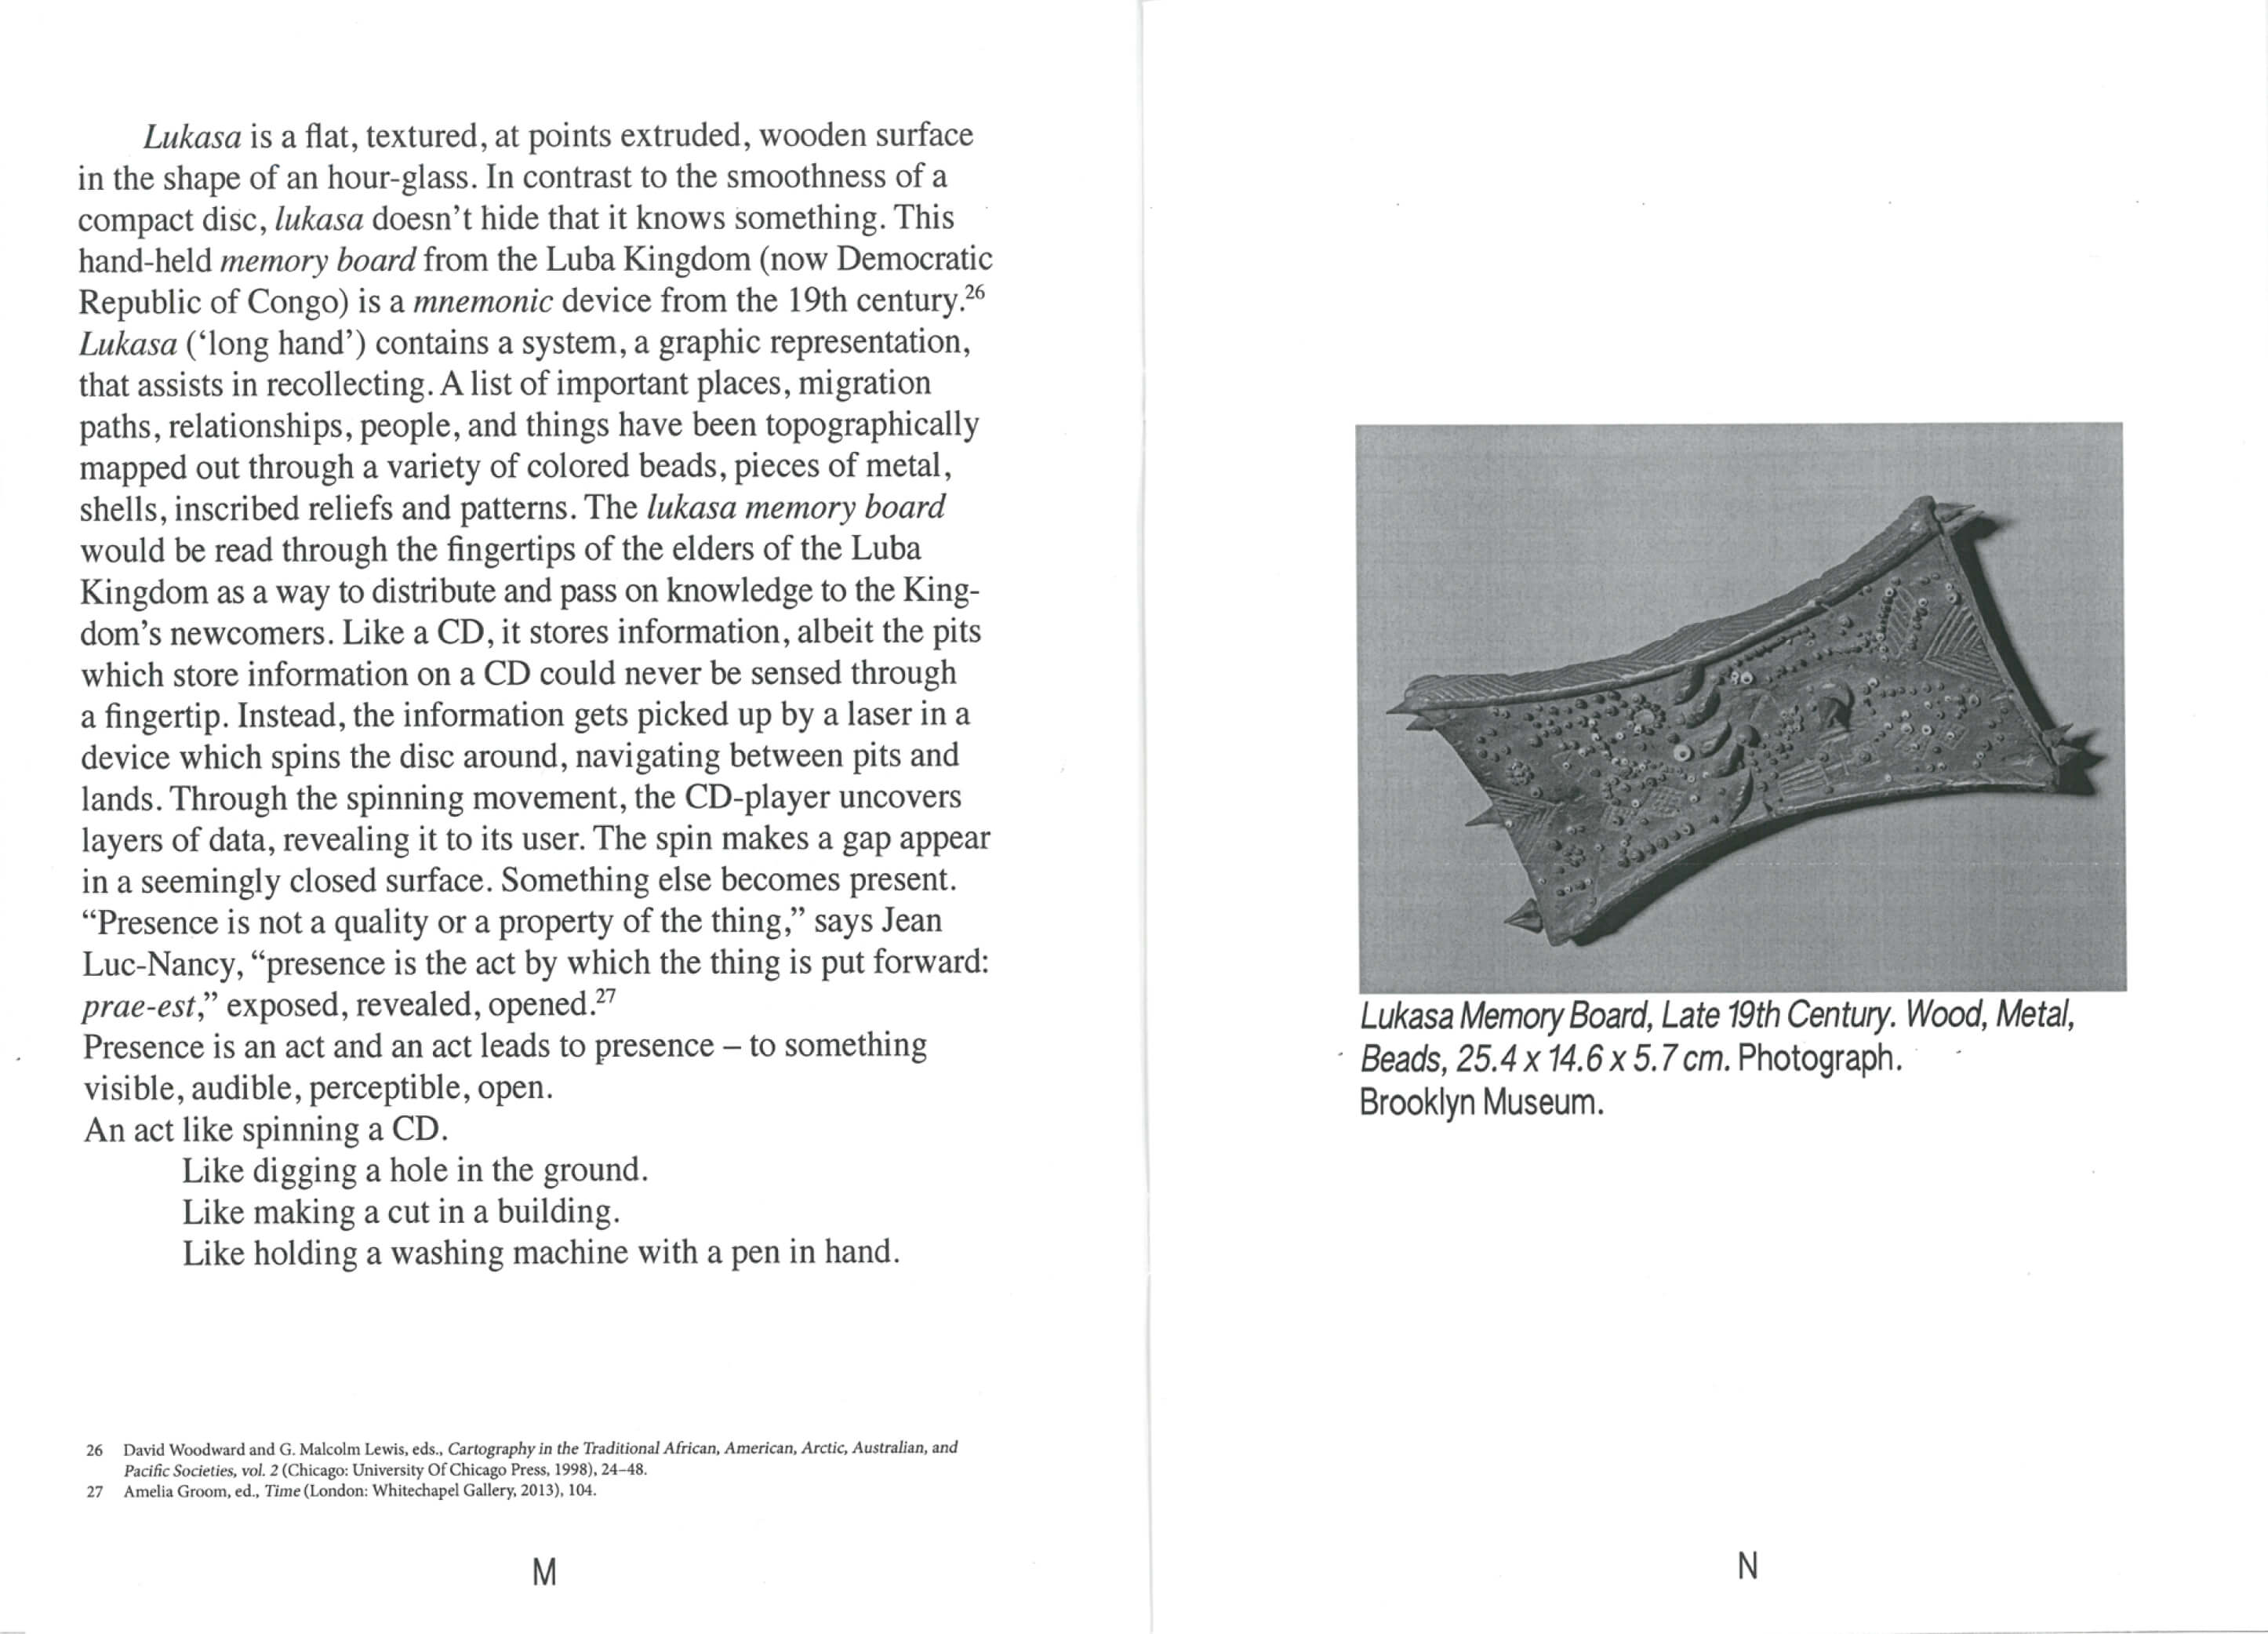 Lukasa is a flat, textured, at points extruded, wooden surface
in the shape of an hour-glass. In contrast to the smoothness of a
compact disc, lukasa doesn’t hide that it knows something. This
hand-held memory board from the Luba Kingdom (now Democratic
Republic of Congo) is a mnemonic device from the 19th century.26
Lukasa (‘long hand’) contains a system, a graphic representation,
that assists in recollecting. A list of important places, migration
paths, relationships, people, and things have been topographically
mapped out through a variety of colored beads, pieces of metal,
shells, inscribed reliefs and patterns. The lukasa memory board
would be read through the fingertips of the elders of the Luba
Kingdom as a way to distribute and pass on knowledge to the King-
dom’s newcomers. Like a CD, it stores information, albeit the pits
which store information on a CD could never be sensed through
a fingertip. Instead, the information gets picked up by a laser in a
device which spins the disc around, navigating between pits and
lands. Through the spinning movement, the CD-player uncovers
layers of data, revealing it to its user. The spin makes a gap appear
in a seemingly closed surface. Something else becomes present.
“Presence is not a quality or a property of the thing,” says Jean
Luc-Nancy, “presence is the act by which the thing is put forward:
prae-est,” exposed, revealed, opened.27
Presence is an act and an act leads to presence – to something
visible, audible, perceptible, open.
An act like spinning a CD.
Like digging a hole in the ground.
Like making a cut in a building.
Like holding a washing machine with a pen in hand.
26 David Woodward and G. Malcolm Lewis, eds., Cartography in the Traditional African, American, Arctic, Australian, and
Pacific Societies, vol. 2 (Chicago: University Of Chicago Press, 1998), 24–48.
27 Amelia Groom, ed., Time (London: Whitechapel Gallery, 2013), 104.
M
Lukasa Memory Board, Late 19th Century. Wood, Metal,
Beads, 25.4 x 14.6 x 5.7 cm. Photograph.
Brooklyn Museum.
N